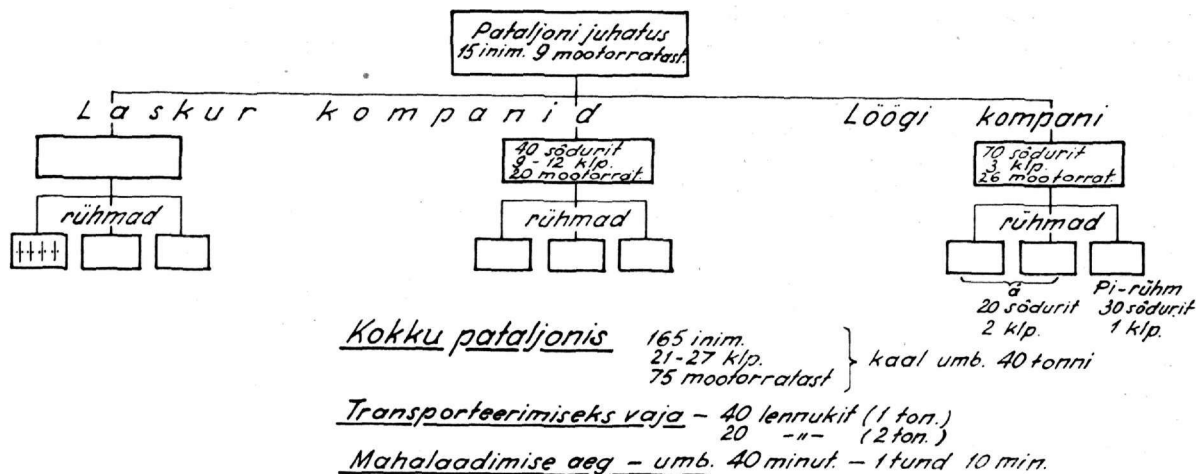 Pataljoni juhatus
15 inim. 9 mootorratast.
Laskur kompanid
Löögi kompani
40 sõdurit
9-12 klp.
20 mootorrat.
70 sõdurit
3 klp.
26 mootorrat.
rühmad
rühmad
rühmad
á
20 sõdurit
2 klp.
Pi-rühm
30 sõdurit
1 klp.
Kokku pataljonis
165 inim.
21-27 klp.
75 mootorratast
kaal umb. 40 tonni
Transporteerimiseks vaja - 40 lennukit (1 ton.)
20 -"- (2 ton.)
Mahalaadimise aeg - umb. 40 minut. - 1 tund 10 min.